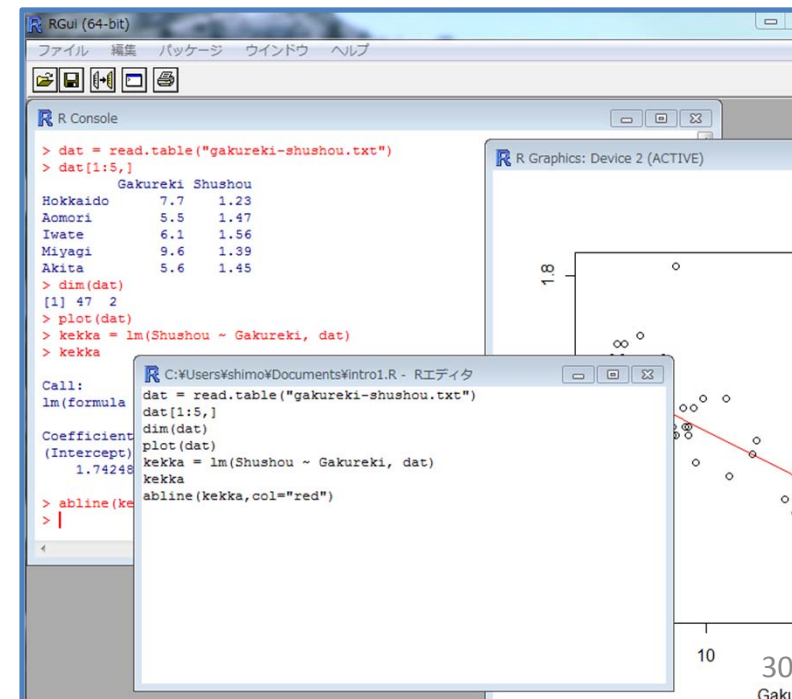 RGui (64-bit)
ファイル 編集 パッケージ ウインドウ ヘルプ
R Console
> dat = read.table("gakureki-shushou.txt")
> dat[1:5,]
Gakureki Shushou
Hokkaido 7.7 1.23
Aomori 5.5 1.47
Iwate 6.1 1.56
Miyagi 9.6 1.39
Akita 5.6 1.45
> dim(dat)
[1] 47 2
> plot(dat)
> kekka = lm(Shushou ~ Gakureki, dat)
> kekka
Call:
lm(formula
Coefficient
(Intercept)
1.74248
> abline(ke
>
R Graphics: Device 2 (ACTIVE)
1.8
10
30
Gaku
C:¥Users¥shimo¥Documents¥intro1.R - Rエディタ
dat = read.table("gakureki-shushou.txt")
dat[1:5,]
dim(dat)
plot(dat)
kekka = lm(Shushou ~ Gakureki, dat)
kekka
abline(kekka,col="red")